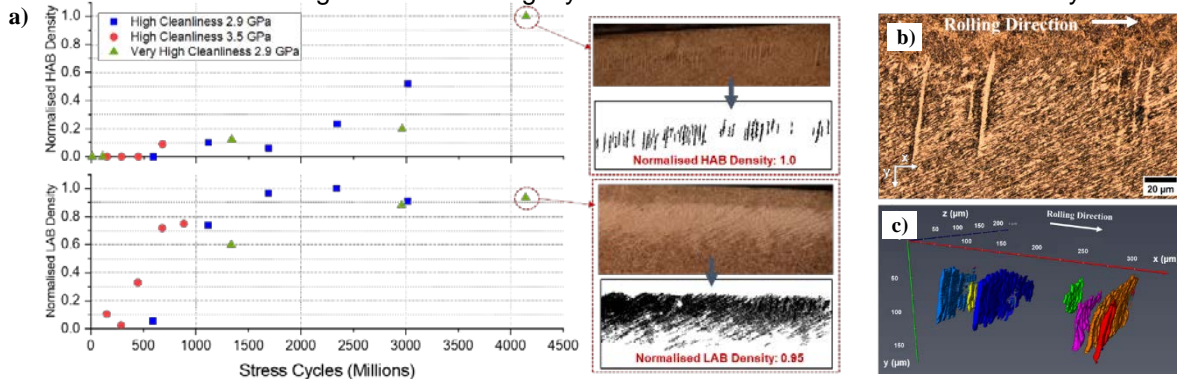 a)
High Cleanliness 2.9 GPa
High Cleanliness 3.5 GPa
Very High Cleanliness 2.9 GPa
Normalised HAB Density
1.0
0.8
0.6
0.4
0.2
0.0
Normalised LAB Density
1.0
0.8
0.6
0.4
0.2
0.0
0 500 1000 1500 2000 2500 3000 3500 4000 4500
Stress Cycles (Millions)
Normalised HAB Density: 1.0
Normalised LAB Density: 0.95
b)
Rolling Direction
x
y
20 µm
c)
z (µm)
50 100 150 200
Rolling Direction
50 100 150 200 250 300
x (µm
50
100
150
y (µm)